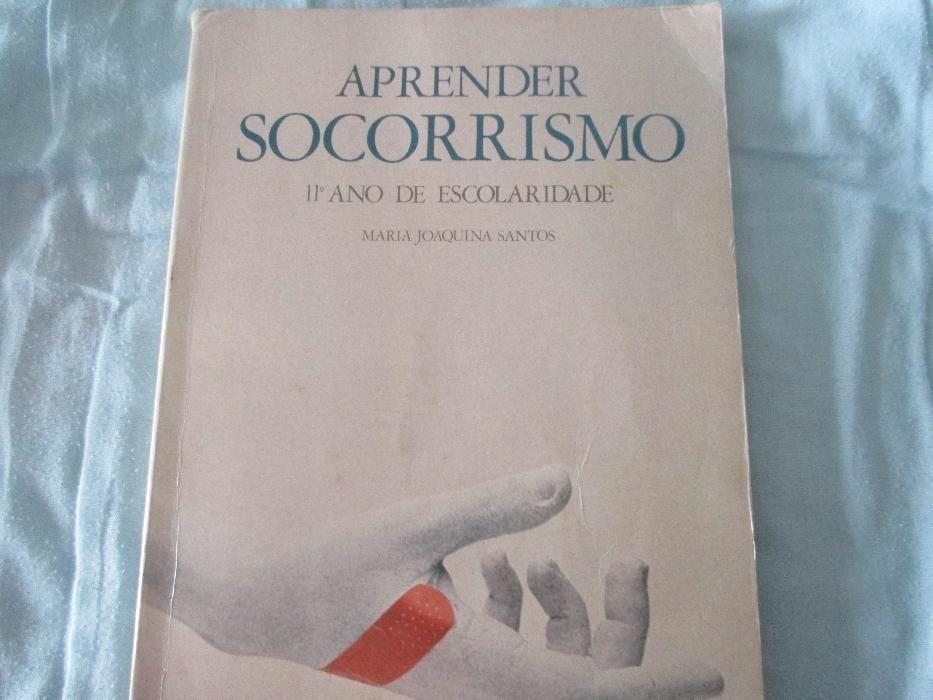 APRENDER
SOCORRISMO
11º ANO DE ESCOLARIDADE
MARIA JOAQUINA SANTOS